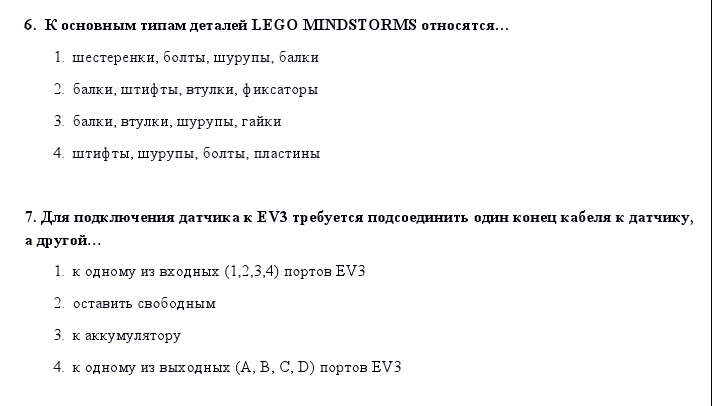 6. К основным типам деталей LEGO MINDSTORMS относятся…
1. шестеренки, болты, шурупы, балки
2. балки, штифты, втулки, фиксаторы
3. балки, втулки, шурупы, гайки
4. штифты, шурупы, болты, пластины
7. Для подключения датчика к EV3 требуется подсоединить один конец кабеля к датчику,
а другой…
1. к одному из входных (1,2,3,4) портов EV3
2. оставить свободным
3. к аккумулятору
4. к одному из выходных (A, B, C, D) портов EV3